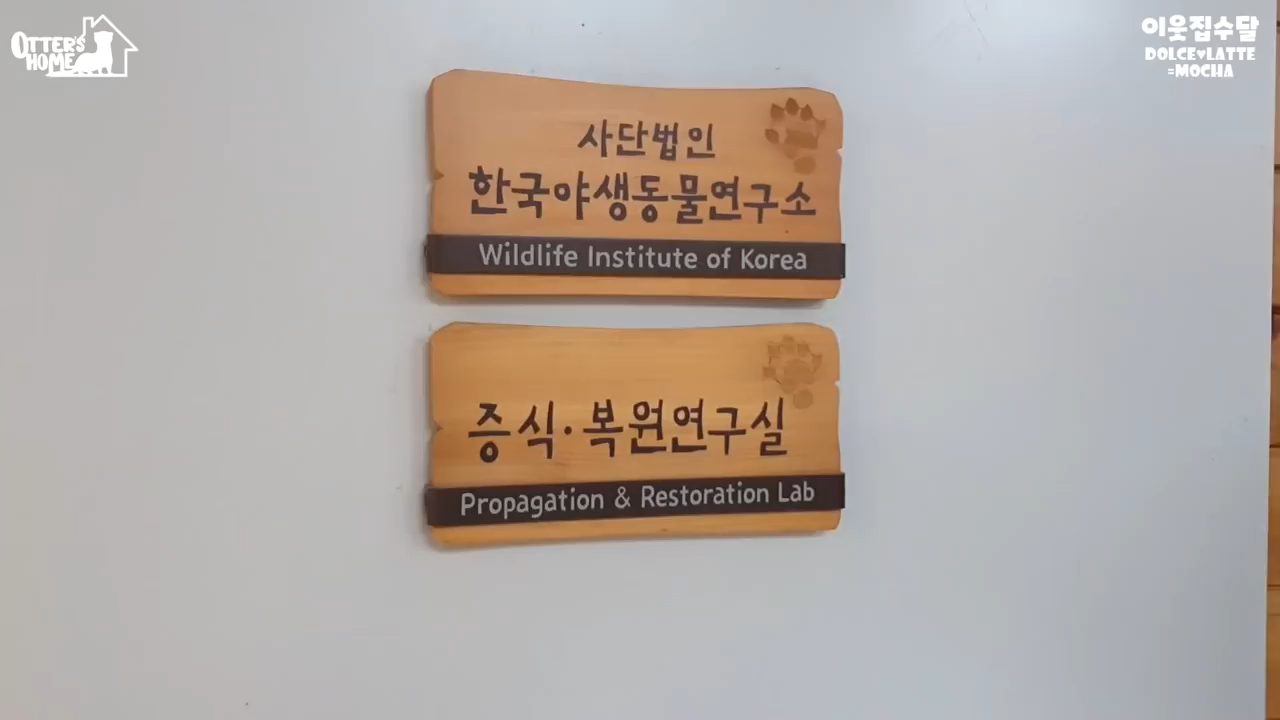 OTTER'S
HOME
이웃집수달
DOLCE♥LATTE
=MOCHA
사단법인
한국야생동물연구소
Wildlife Institute of Korea
증식·복원연구실
Propagation & Restoration Lab